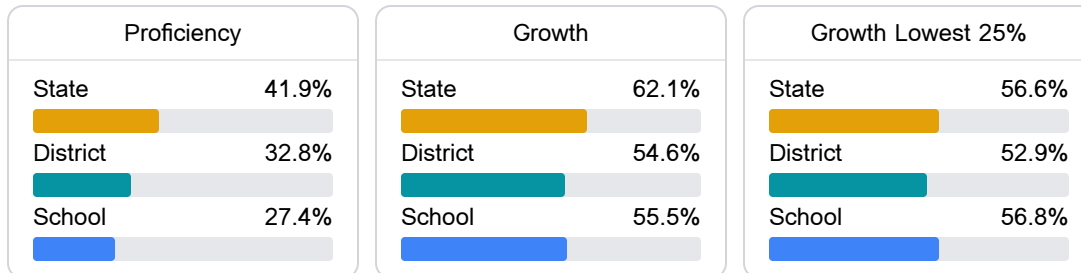 Proficiency
State 41.9%
District 32.8%
School 27.4%
Growth
State 62.1%
District 54.6%
School 55.5%
Growth Lowest 25%
State 56.6%
District 52.9%
School 56.8%